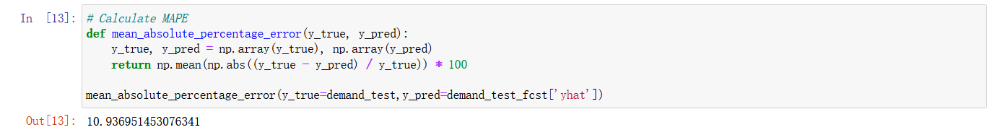 In [13]: # Calculate MAPE
def mean_absolute_percentage_error(y_true, y_pred):
    y_true, y_pred = np.array(y_true), np.array(y_pred)
    return np.mean(np.abs((y_true - y_pred) / y_true)) * 100

mean_absolute_percentage_error(y_true=demand_test,y_pred=demand_test_fcst['yhat'])
Out[13]: 10.936951453076341